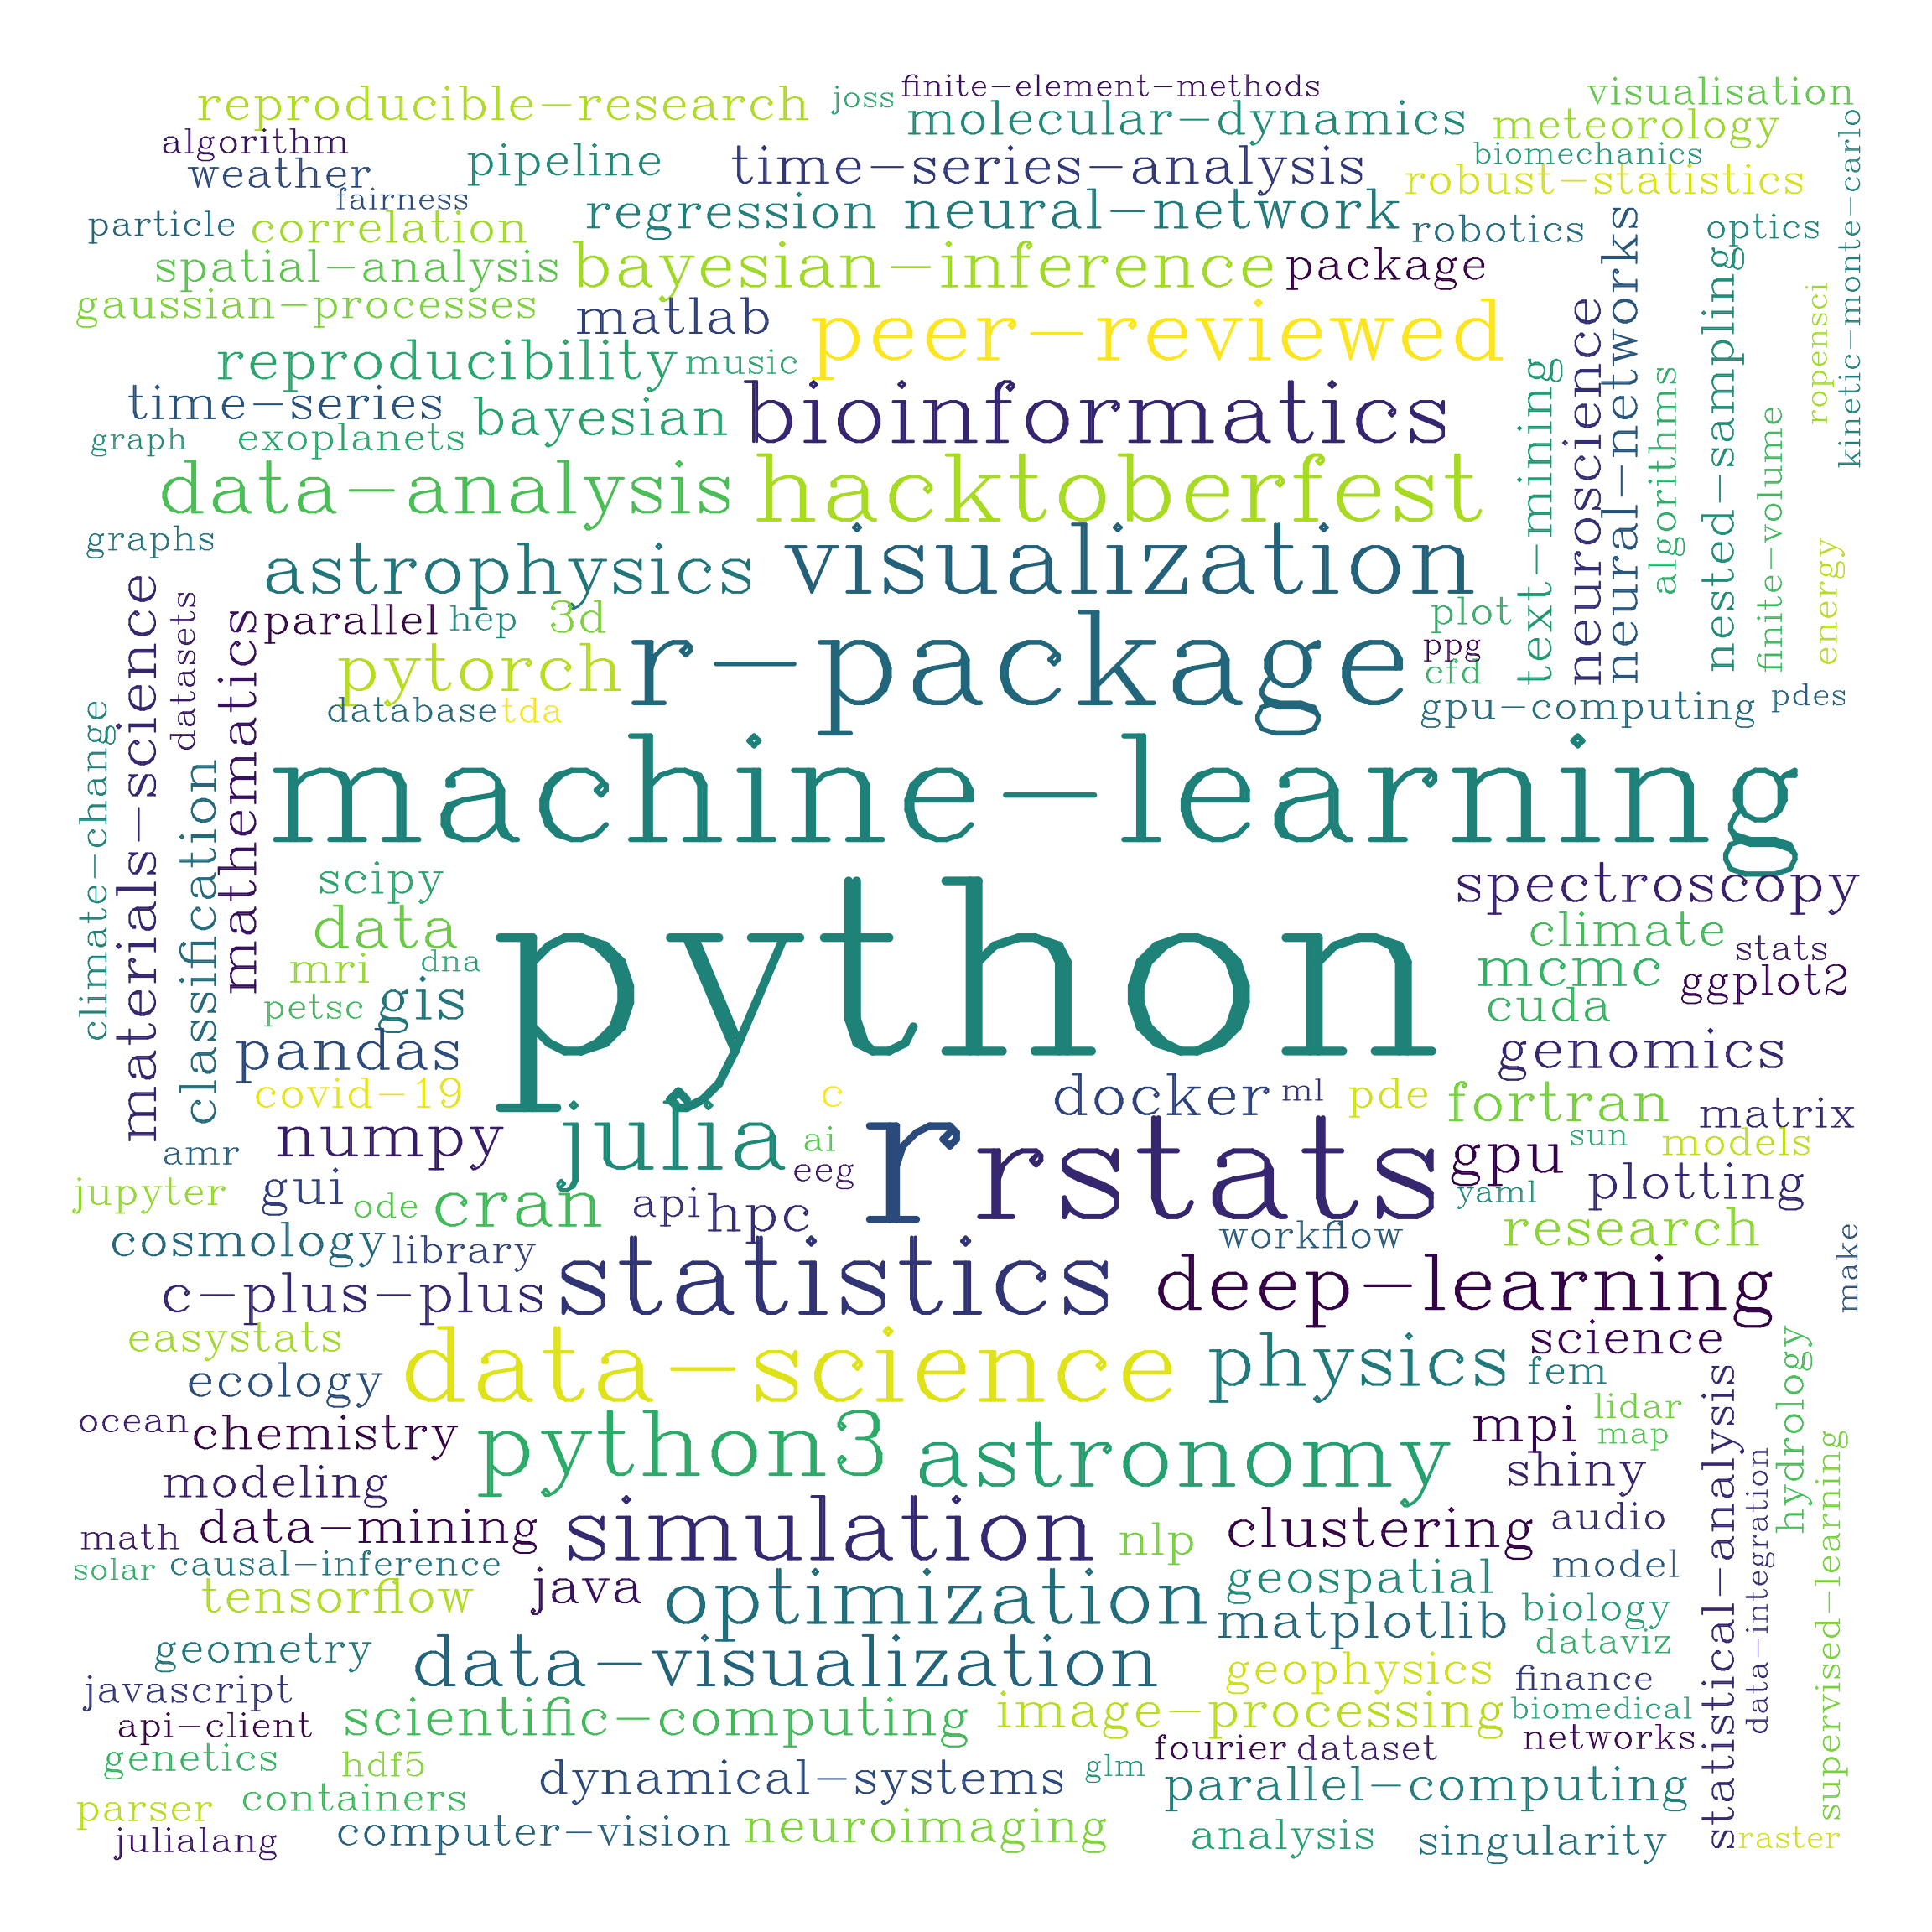 finite-element-methods
visualisation
reproducible-research
joss
molecular-dynamics
meteorology
algorithm
weather
pipeline
time-series-analysis
biomechanics
kinetic-monte-carlo
fairness
robust-statistics
particle
correlation
regression
neural-network
robotics
optics
spatial-analysis
bayesian-inference
package
gaussian-processes
matlab
peer-reviewed
neuroscience
neural-networks
nested-sampling
ropensci
reproducibility
music
text-mining
algorithms
time-series
bayesian
bioinformatics
finite-volume
graph
exoplanets
data-analysis
hacktoberfest
graphs
astrophysics
visualization
energy
materials-science
datasets
mathematics
parallel
hep
3d
r-package
plot
ppg
cfd
pytorch
database
tda
gpu-computing
pdes
climate-change
classification
machine-learning
scipy
spectroscopy
data
python
climate
stats
mri
dna
mcmc
ggplot2
petsc
gis
cuda
pandas
genomics
covid-19
c
docker
ml
pde
fortran
matrix
numpy
julia
ai
r
rstats
gpu
sun
models
amr
eeg
jupyter
gui
ode
cran
api
hpc
yaml
plotting
cosmology
library
workflow
research
make
c-plus-plus
statistics
deep-learning
easystats
data-science
physics
science
hydrology
ecology
fem
ocean
chemistry
python3
astronomy
mpi
lidar
map
statistical-analysis
modeling
shiny
data-integration
supervised-learning
math
data-mining
simulation
nlp
clustering
audio
solar
causal-inference
model
tensorflow
java
optimization
geospatial
biology
matplotlib
dataviz
geometry
data-visualization
geophysics
finance
javascript
api-client
scientific-computing
image-processing
biomedical
networks
genetics
hdf5
fourier
dataset
dynamical-systems
glm
parser
containers
parallel-computing
julialang
computer-vision
neuroimaging
analysis
singularity
raster